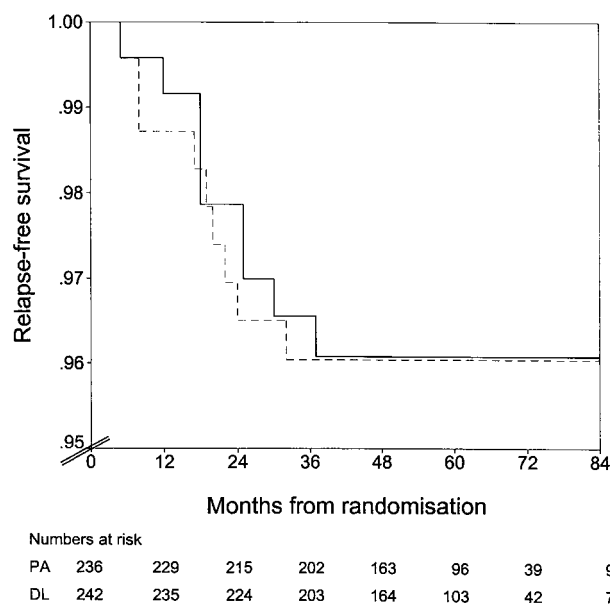 1.00
.99
.98
.97
.96
.95
Relapse-free survival
0 12 24 36 48 60 72 84
Months from randomisation
Numbers at risk
PA 236 229 215 202 163 96 39 9
DL 242 235 224 203 164 103 42 7